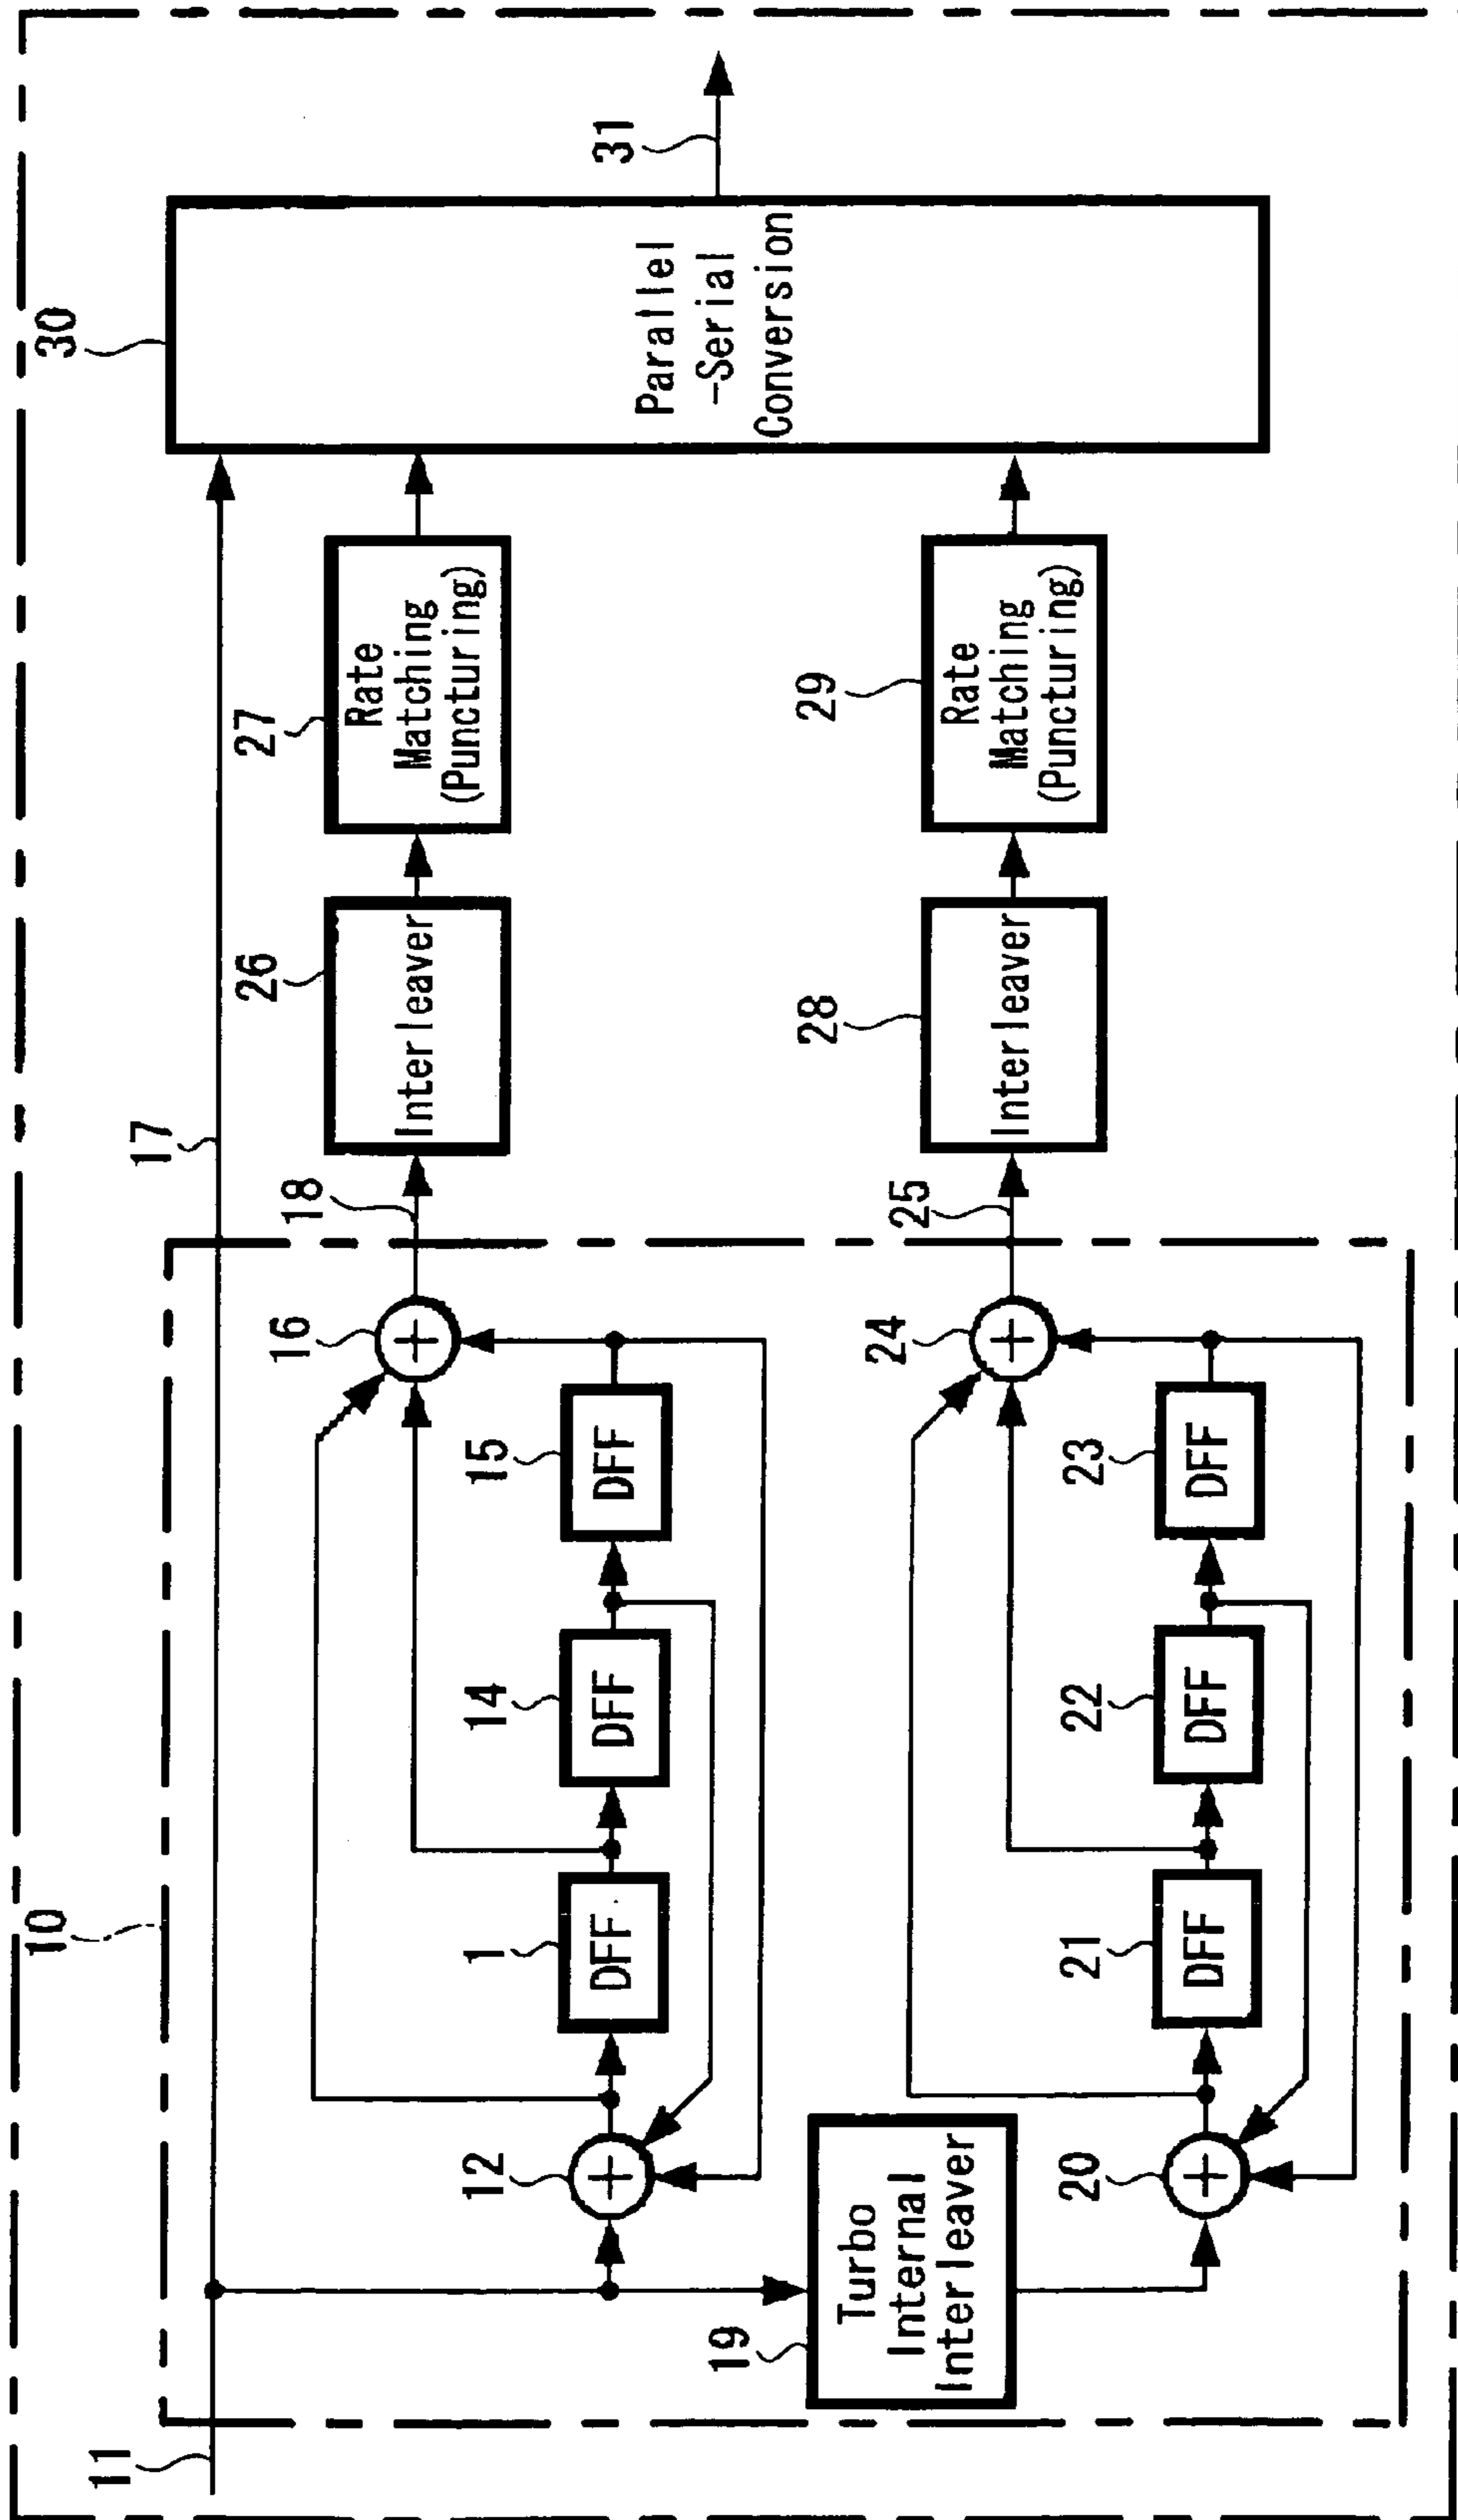 30
31
Parallel
-Serial
Conversion
17
27
Rate
Matching
(Puncturing)
26
Interleaver
18
29
Rate
Matching
(Puncturing)
28
Interleaver
25
10
16
15
DFF
14
DFF
1
DFF
12
24
23
DFF
22
DFF
21
DFF
20
19
Turbo
Internal
Interleaver
11